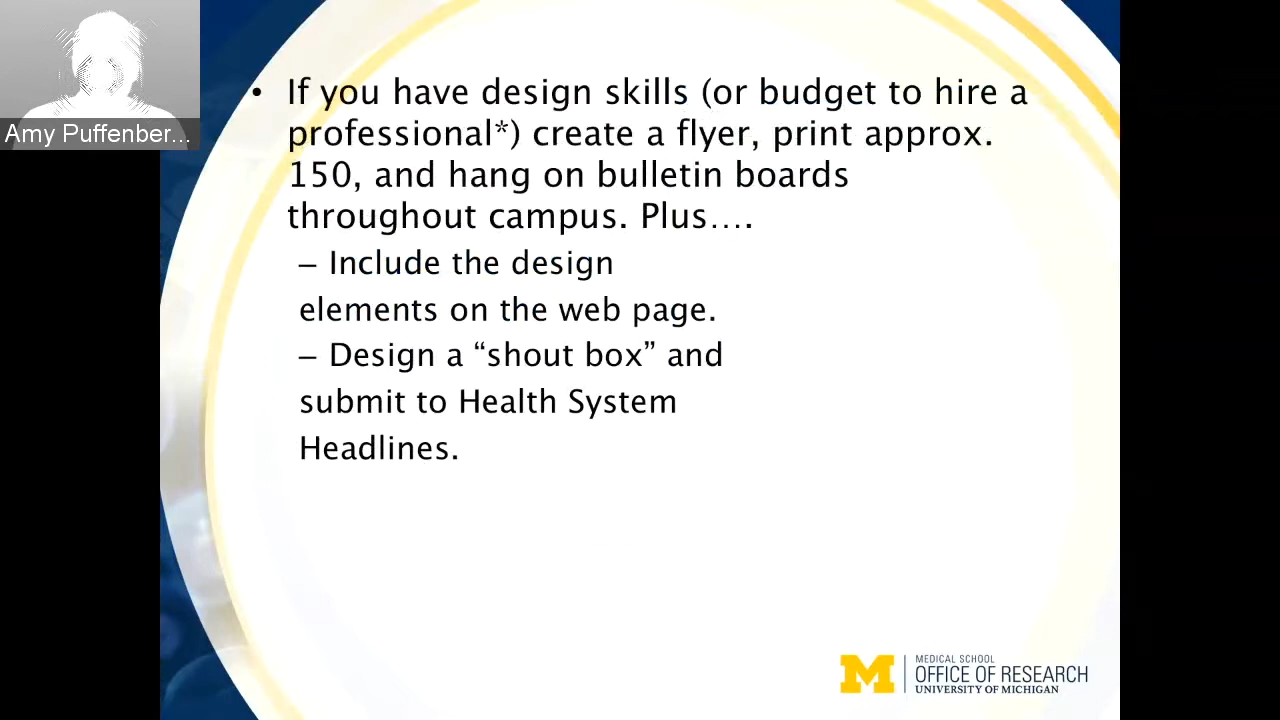 Amy Puffenber...
• If you have design skills (or budget to hire a
professional*) create a flyer, print approx.
150, and hang on bulletin boards
throughout campus. Plus….
– Include the design
elements on the web page.
– Design a “shout box” and
submit to Health System
Headlines.
M
MEDICAL SCHOOL
OFFICE OF RESEARCH
UNIVERSITY OF MICHIGAN